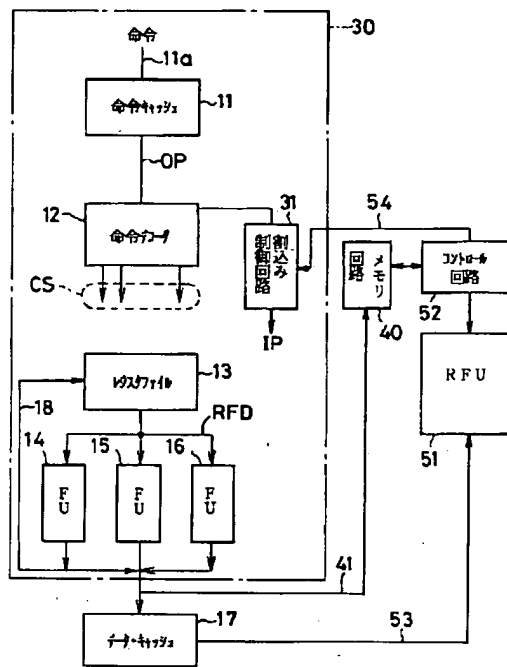 命令
30
11a
命令キャッシュ
11
OP
12
命令デコーダ
31
割込み
制御回路
54
メモリ
回路
コントロール
回路
CS
40
52
IP
レジスタファイル
13
RFU
18
RFD
14
15
16
51
FU
FU
FU
41
17
データ・キャッシュ
53